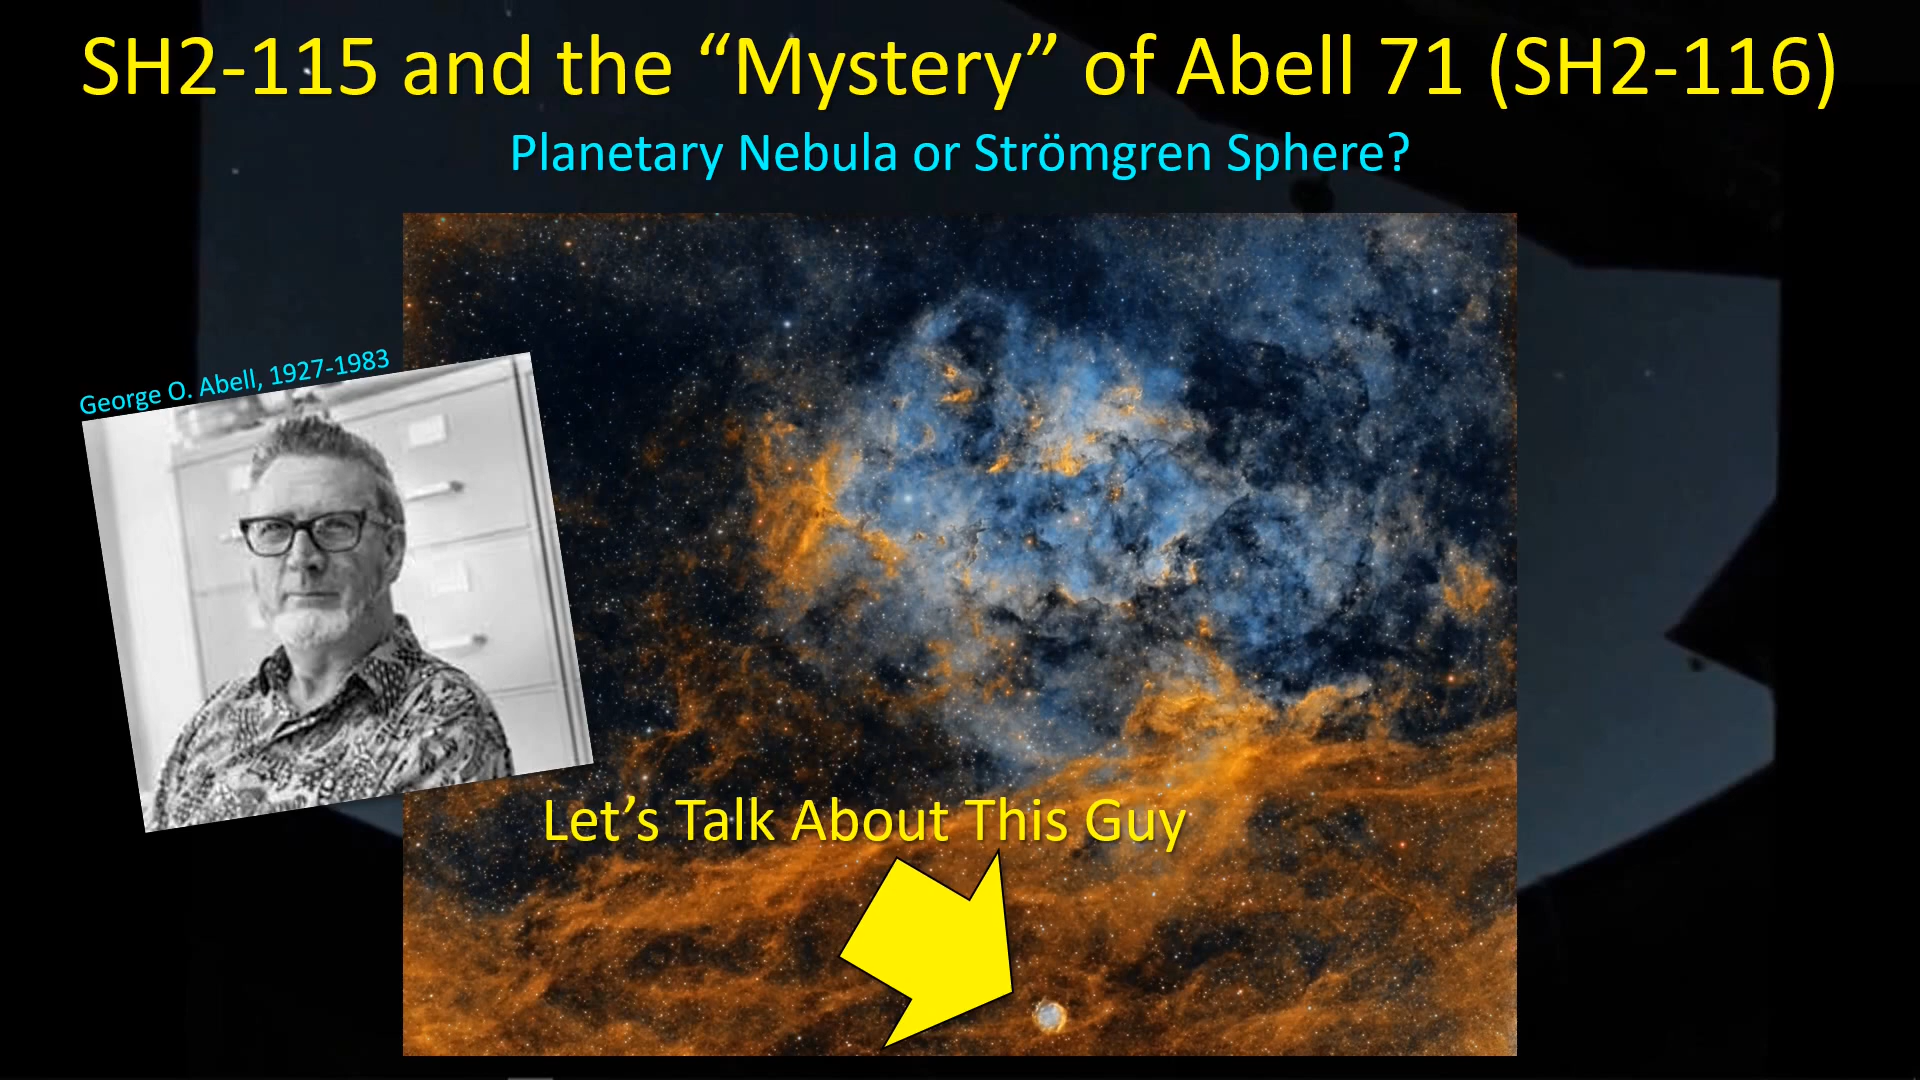 SH2-115 and the “Mystery” of Abell 71 (SH2-116)
Planetary Nebula or Strömgren Sphere?
George O. Abell, 1927-1983
Let’s Talk About This Guy